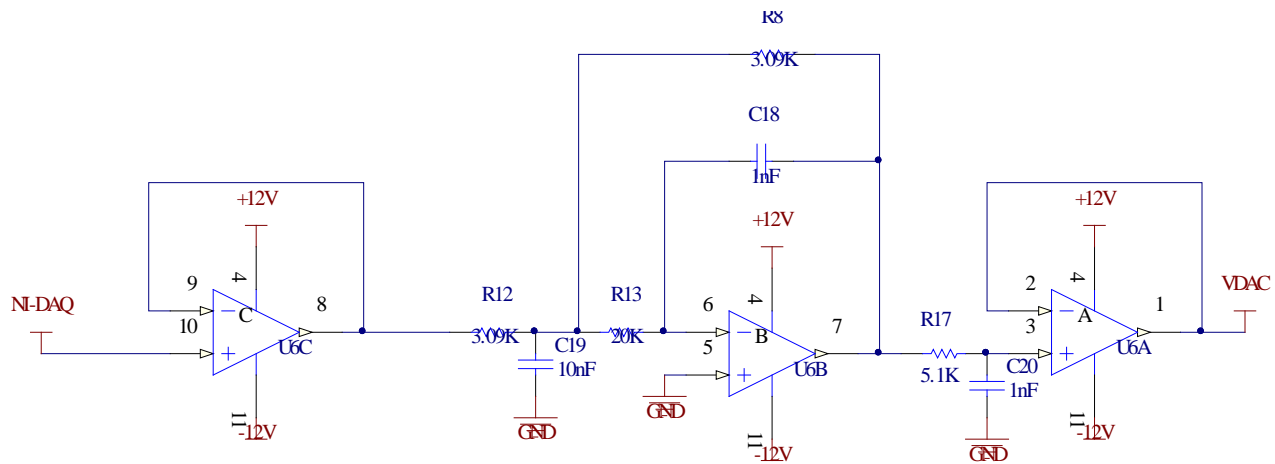 R8
3.09K
C18
1nF
+12V
+12V
+12V
9
4
8
NI-DAQ
10
C
U6C
R12
3.09K
R13
20K
C19
10nF
6
4
7
5
B
U6B
R17
5.1K
C20
1nF
2
4
1
3
A
U6A
VDAC
GND
GND
GND
11
-12V
11
-12V
11
-12V